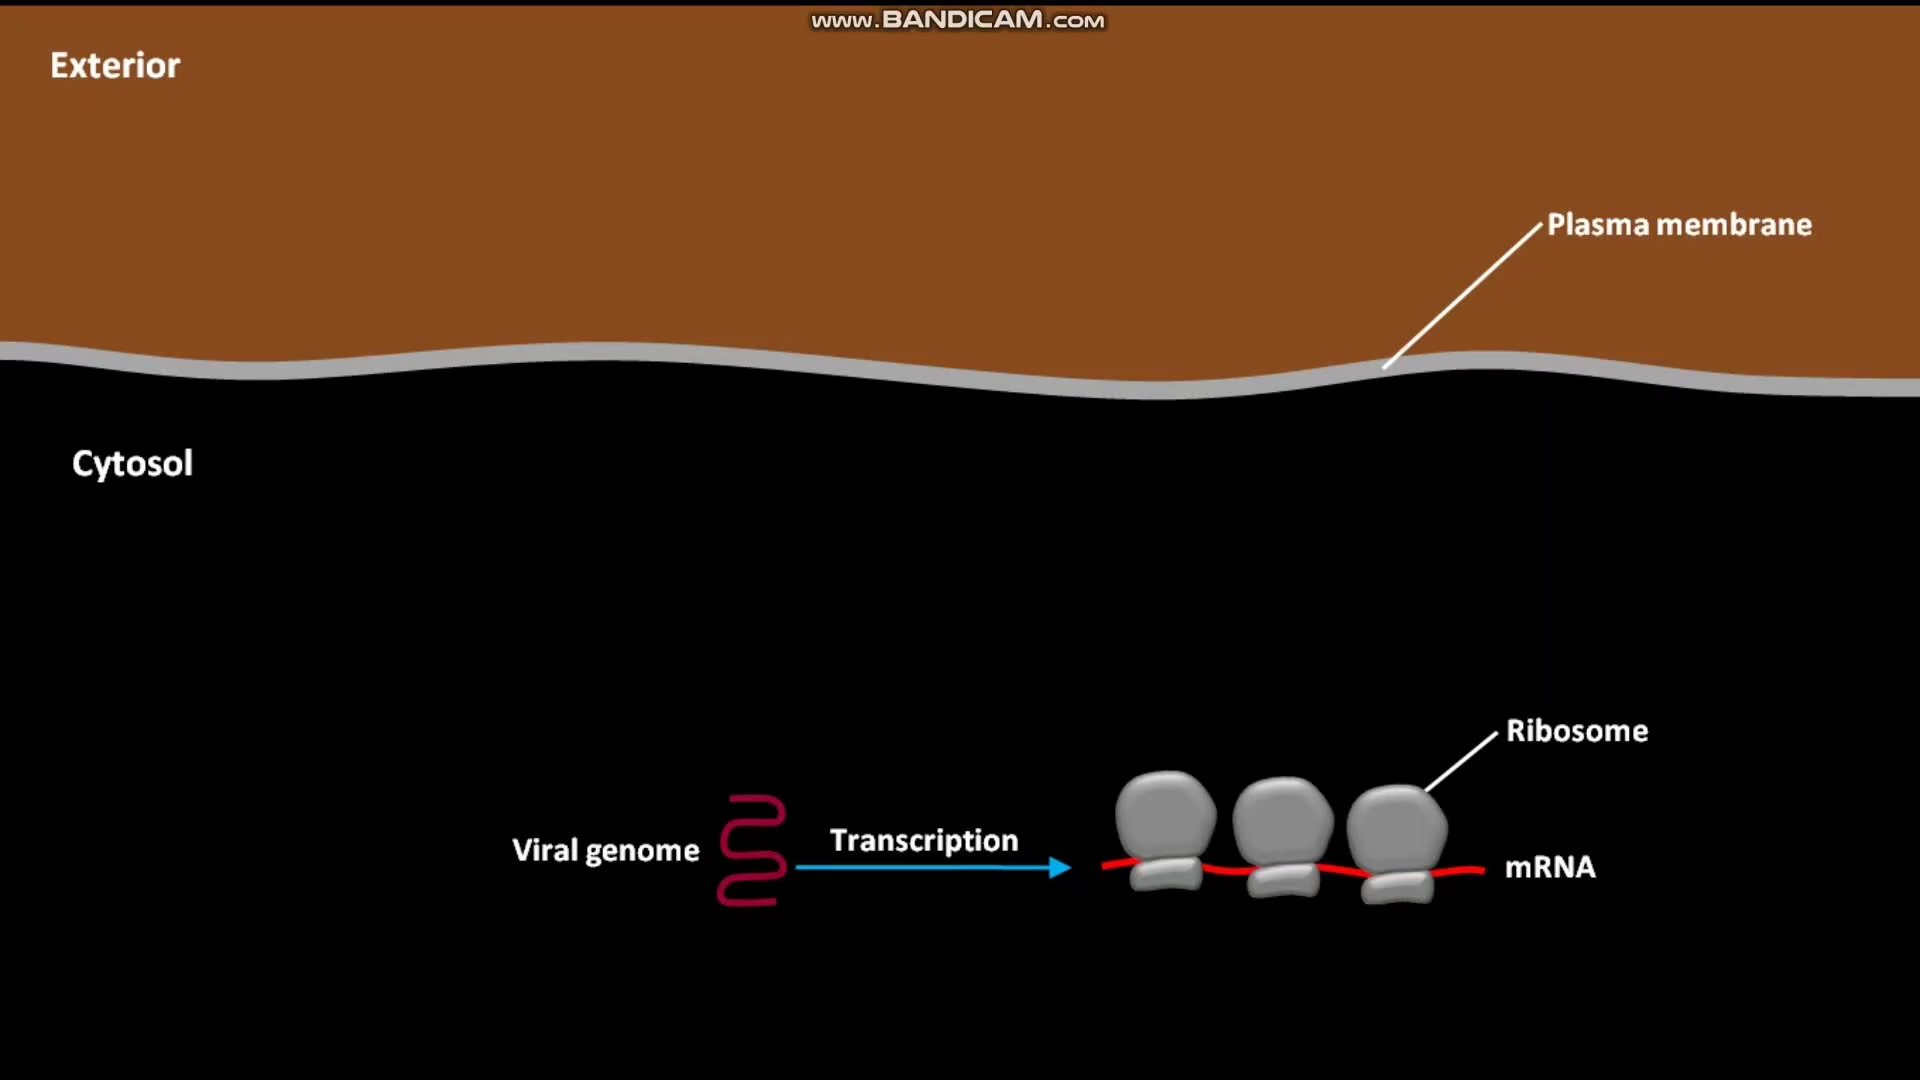 www.BANDICAM.com
Exterior
Plasma membrane
Cytosol
Ribosome
Viral genome
Transcription
mRNA